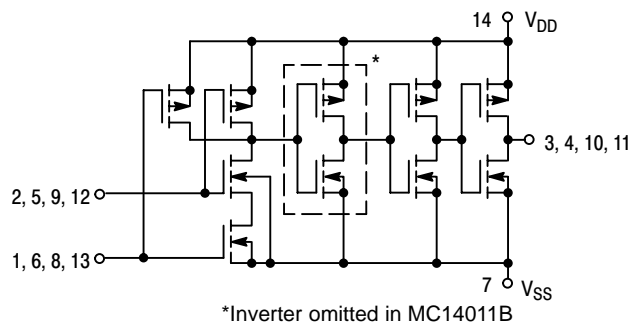 14 VDD
*
3, 4, 10, 11
2, 5, 9, 12
1, 6, 8, 13
7 VSS
*Inverter omitted in MC14011B